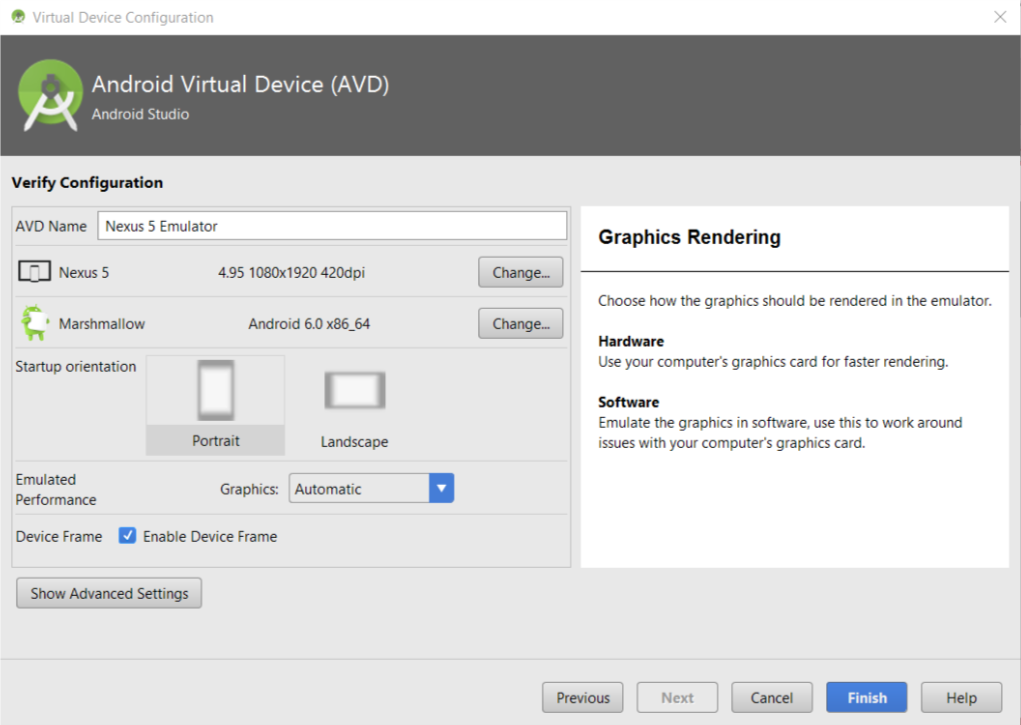 Virtual Device Configuration
Android Virtual Device (AVD)
Android Studio
Verify Configuration
AVD Name Nexus 5 Emulator
Nexus 5 4.95 1080x1920 420dpi Change...
Marshmallow Android 6.0 x86_64 Change...
Startup orientation
Portrait Landscape
Emulated
Performance
Graphics: Automatic
Device Frame Enable Device Frame
Show Advanced Settings
Graphics Rendering
Choose how the graphics should be rendered in the emulator.
Hardware
Use your computer's graphics card for faster rendering.
Software
Emulate the graphics in software, use this to work around
issues with your computer's graphics card.
Previous Next Cancel Finish Help